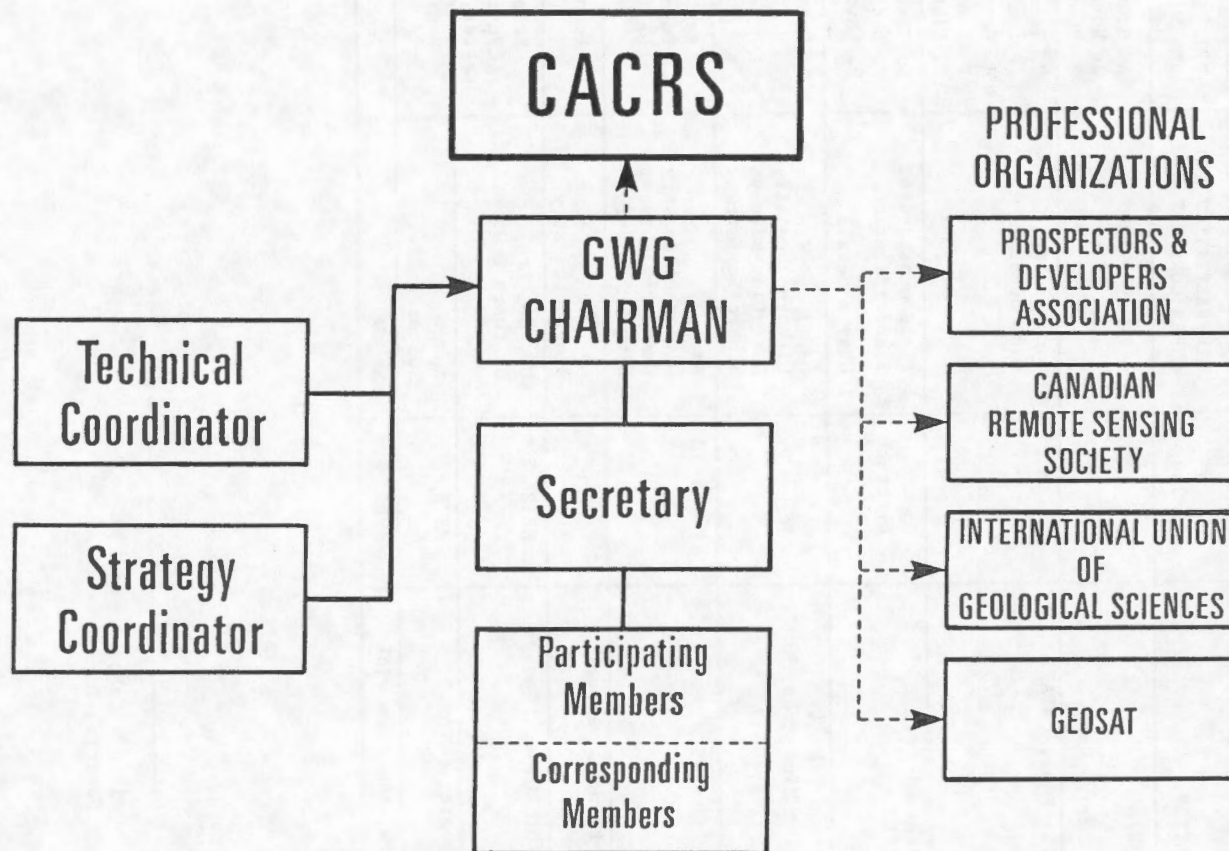 CACRS
GWG
CHAIRMAN
Technical
Coordinator
Strategy
Coordinator
Secretary
Participating
Members
Corresponding
Members
PROFESSIONAL
ORGANIZATIONS
PROSPECTORS &
DEVELOPERS
ASSOCIATION
CANADIAN
REMOTE SENSING
SOCIETY
INTERNATIONAL UNION
OF
GEOLOGICAL SCIENCES
GEOSAT